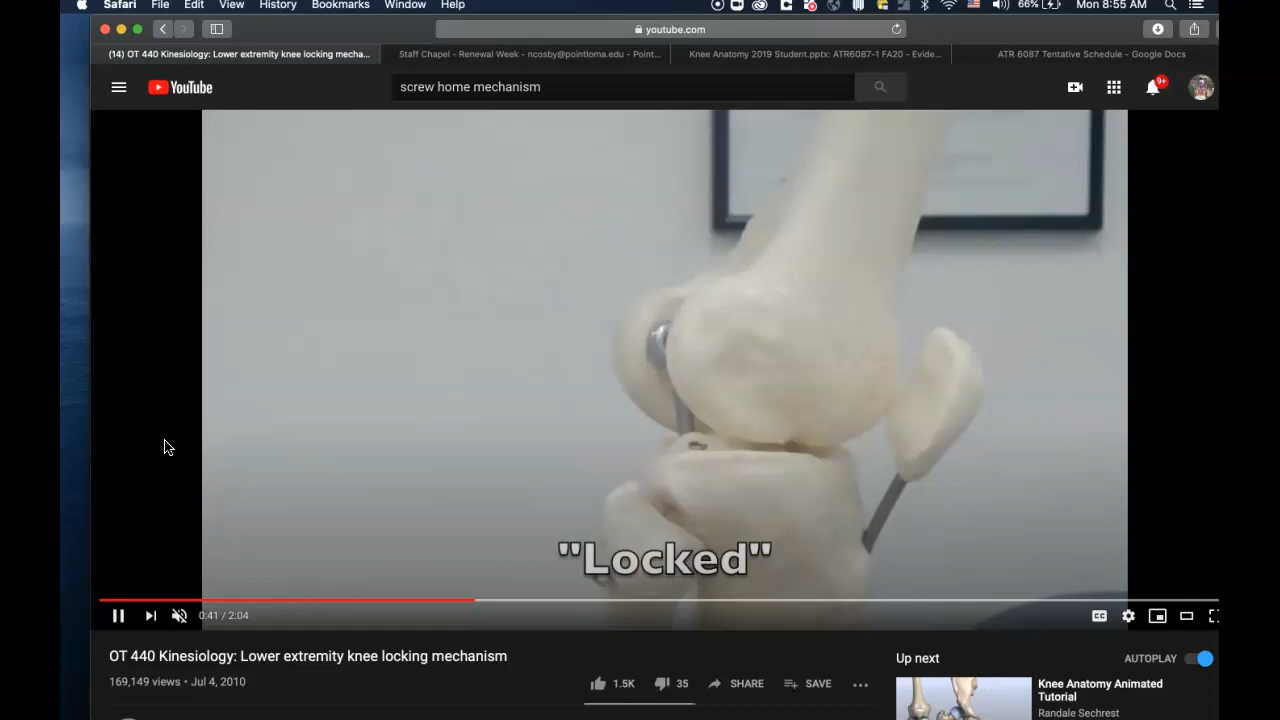 Safari File Edit View History Bookmarks Window Help 66% Mon 8:55 AM
youtube.com
(14) OT 440 Kinesiology: Lower extremity knee locking mecha... Staff Chapel - Renewal Week - ncosby@pointloma.edu - Point... Knee Anatomy 2019 Student.pptx: ATR6087-1 FA20 - Evide... ATR 6087 Tentative Schedule - Google Docs
YouTube screw home mechanism 9+
"Locked"
0:41 / 2:04 CC
OT 440 Kinesiology: Lower extremity knee locking mechanism
169,149 views • Jul 4, 2010 1.5K 35 SHARE SAVE
Up next AUTOPLAY
Knee Anatomy Animated
Tutorial
Randale Sechrest